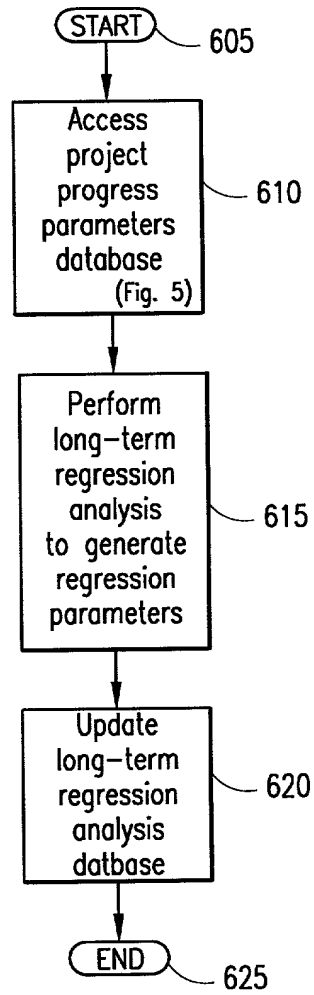 START
605
Access
project
progress
parameters
database
(Fig. 5)
610
Perform
long-term
regression
analysis
to generate
regression
parameters
615
Update
long-term
regression
analysis
datbase
620
END
625